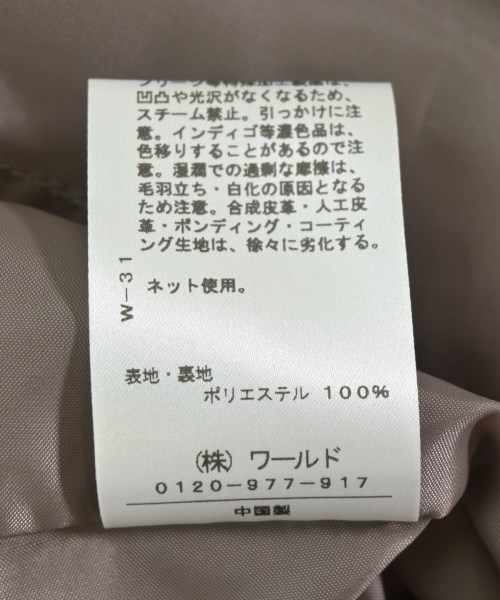 凹凸や光沢がなくなるため、
スチーム禁止。引っかけに注
意。インディゴ等濃色品は、
色移りすることがあるので注
意。湿潤での過剰な摩擦は、
毛羽立ち・白化の原因となる
ため注意。合成皮革・人工皮
革・ボンディング・コーティ
ング生地は、徐々に劣化する。
W-31
ネット使用。
表地・裏地
ポリエステル 100%
(株) ワールド
0120-977-917
中国製